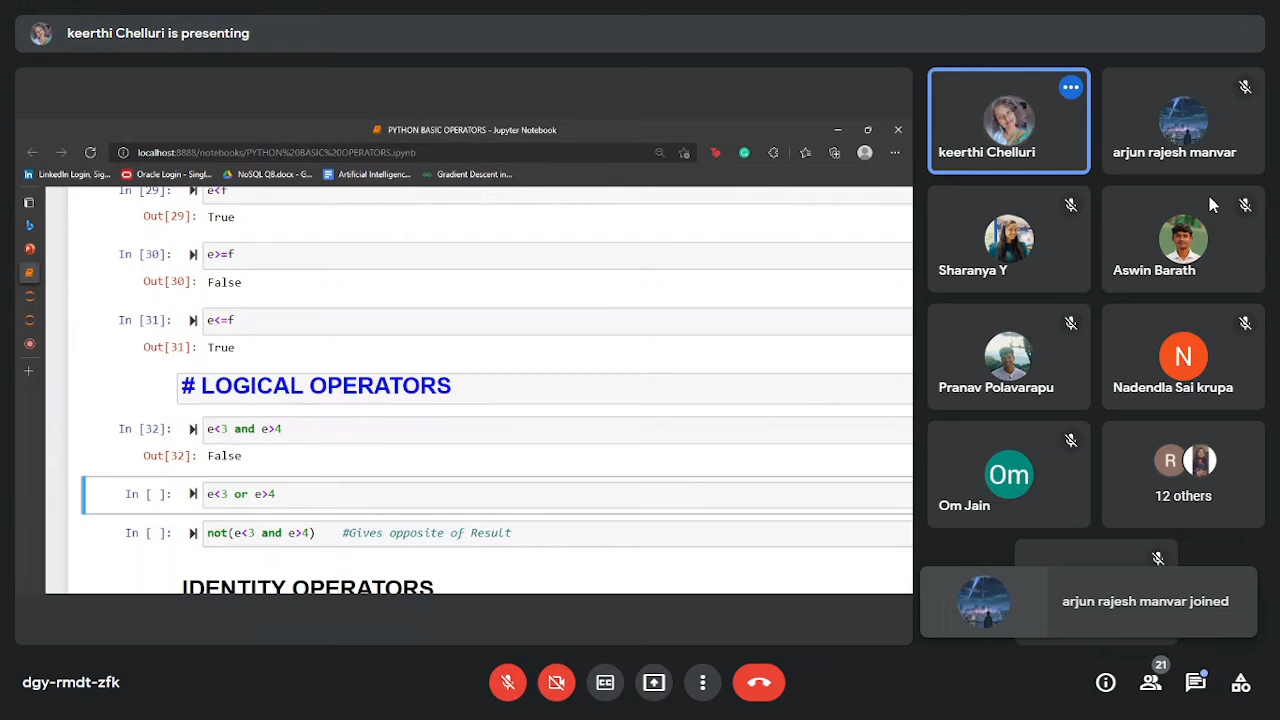 keerthi Chelluri is presenting
PYTHON BASIC OPERATORS - Jupyter Notebook
localhost:8888/notebooks/PYTHON%20BASIC%20OPERATORS.ipynb
LinkedIn Login, Sig... Oracle Login - Singl... NoSQL QB.docx - G... Artificial Intelligenc... Gradient Descent in...
In [29]: e<f
Out[29]: True
In [30]: e>=f
Out[30]: False
In [31]: e<=f
Out[31]: True
# LOGICAL OPERATORS
In [32]: e<3 and e>4
Out[32]: False
In [ ]: e<3 or e>4
In [ ]: not(e<3 and e>4) #Gives opposite of Result
IDENTITY OPERATORS
keerthi Chelluri
arjun rajesh manvar
Sharanya Y
Aswin Barath
Pranav Polavarapu
N
Nadendla Sai krupa
Om
Om Jain
R
12 others
arjun rajesh manvar joined
dgy-rmdt-zfk
CC
21